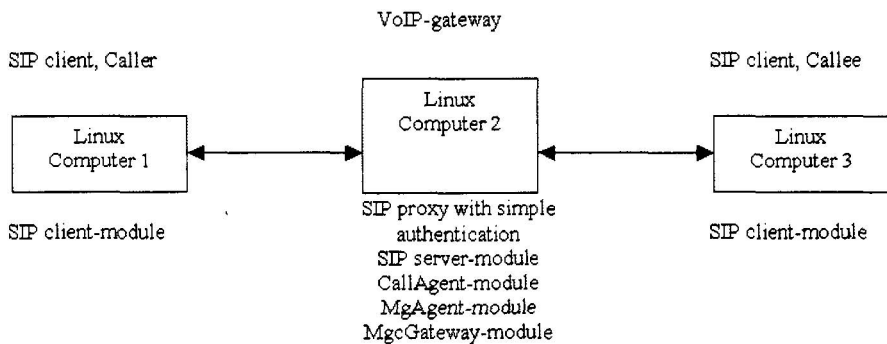 VoIP-gateway
SIP client, Caller
SIP client, Callee
Linux
Computer 1
Linux
Computer 2
Linux
Computer 3
SIP client-module
SIP proxy with simple
authentication
SIP server-module
CallAgent-module
MgAgent-module
MgcGateway-module
SIP client-module